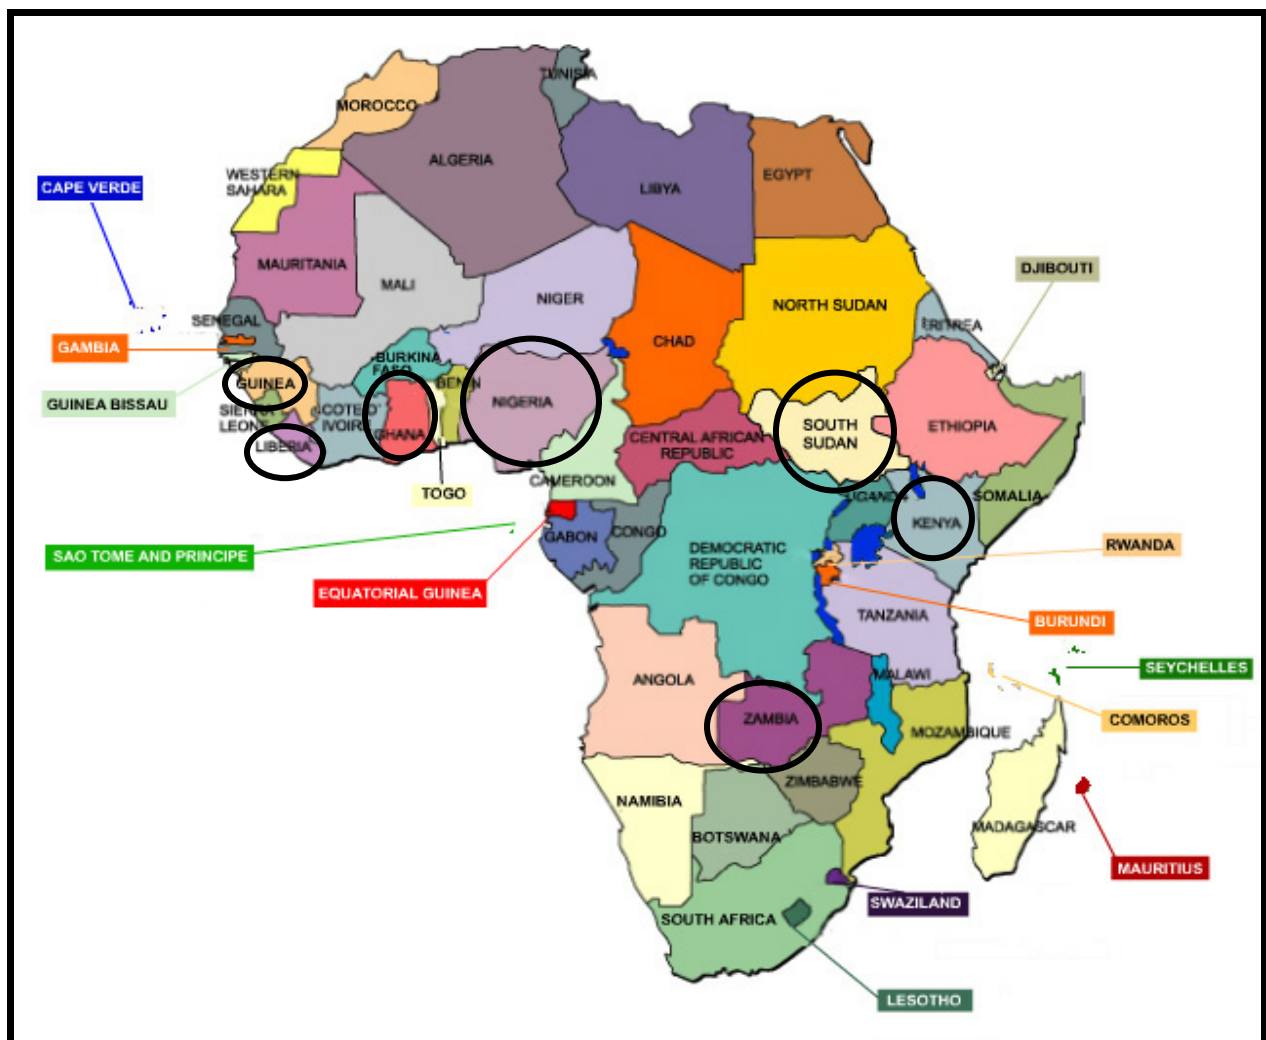 TUNISIA
MOROCCO
ALGERIA
LIBYA
EGYPT
WESTERN
SAHARA
CAPE VERDE
MAURITANIA
MALI
NIGER
CHAD
NORTH SUDAN
DJIBOUTI
SENEGAL
ERITREA
GAMBIA
BURKINA
FASO
GUINEA
BENIN
NIGERIA
GUINEA BISSAU
SIERRA
LEONE
COTE D'
IVOIRE
GHANA
LIBERIA
SOUTH
SUDAN
ETHIOPIA
CENTRAL AFRICAN
REPUBLIC
CAMEROON
TOGO
UGANDA
SOMALIA
KENYA
SAO TOME AND PRINCIPE
GABON
CONGO
DEMOCRATIC
REPUBLIC
OF CONGO
RWANDA
EQUATORIAL GUINEA
TANZANIA
BURUNDI
SEYCHELLES
ANGOLA
MALAWI
ZAMBIA
COMOROS
MOZAMBIQUE
ZIMBABWE
NAMIBIA
BOTSWANA
MADAGASCAR
MAURITIUS
SWAZILAND
SOUTH AFRICA
LESOTHO